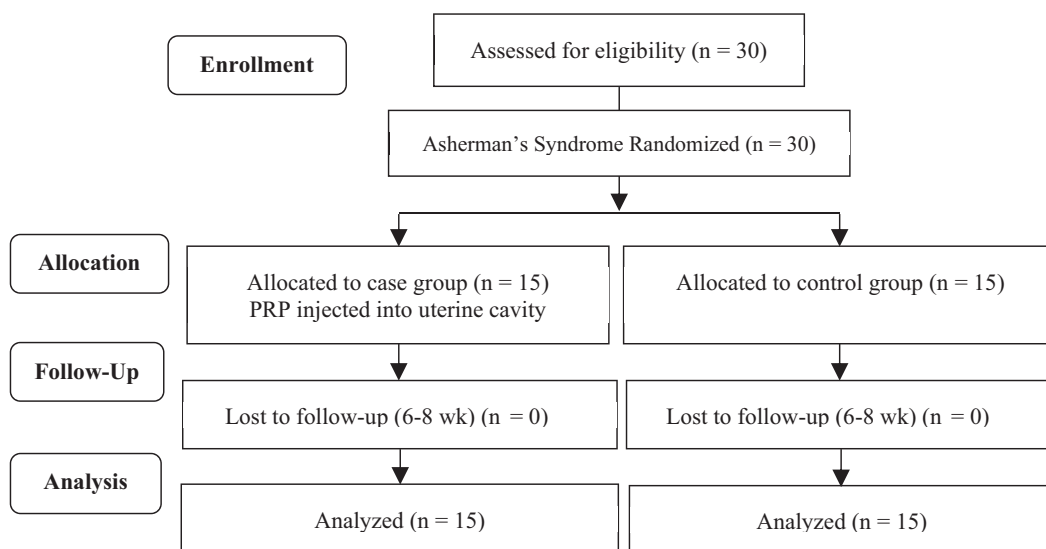 Enrollment
Assessed for eligibility (n = 30)
Asherman's Syndrome Randomized (n = 30)
Allocation
Allocated to case group (n = 15)
PRP injected into uterine cavity
Allocated to control group (n = 15)
Follow-Up
Lost to follow-up (6-8 wk) (n = 0)
Lost to follow-up (6-8 wk) (n = 0)
Analysis
Analyzed (n = 15)
Analyzed (n = 15)